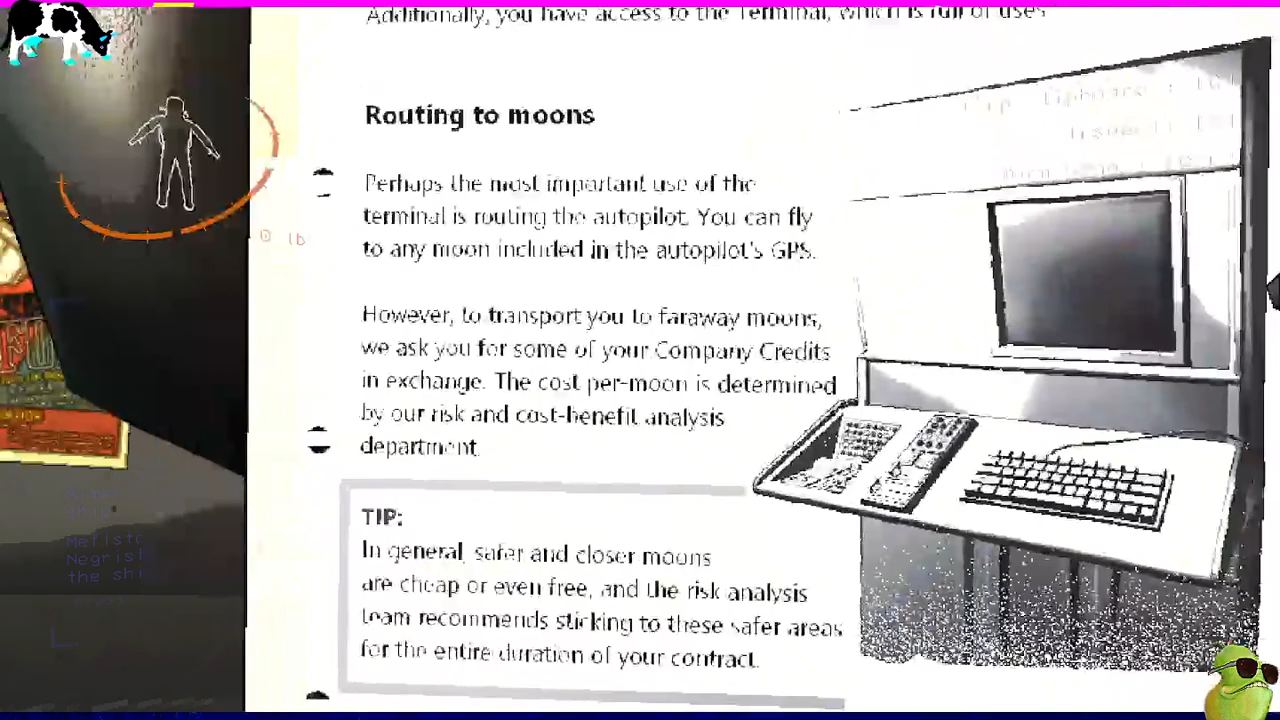 Additionally, you have access to the Terminal, which is full of uses
Routing to moons
Perhaps the most important use of the
terminal is routing the autopilot. You can fly
to any moon included in the autopilot's GPS.
0 lb
However, to transport you to faraway moons,
we ask you for some of your Company Credits
in exchange. The cost per-moon is determined
by our risk and cost-benefit analysis
department.
TIP:
In general, safer and closer moons
are cheap or even free, and the risk analysis
team recommends sticking to these safer areas
for the entire duration of your contract.
the shi